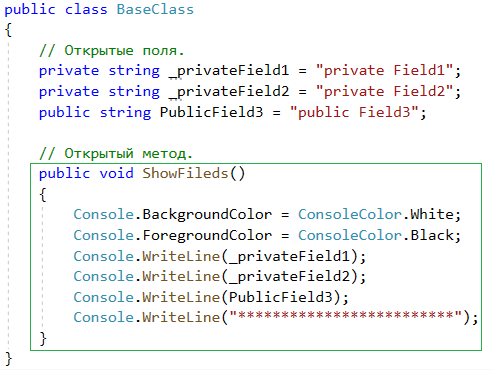 public class BaseClass
{
// Открытые поля.
private string _privateField1 = "private Field1";
private string _privateField2 = "private Field2";
public string PublicField3 = "public Field3";
// Открытый метод.
public void ShowFileds()
{
Console.BackgroundColor = ConsoleColor.White;
Console.ForegroundColor = ConsoleColor.Black;
Console.WriteLine(_privateField1);
Console.WriteLine(_privateField2);
Console.WriteLine(PublicField3);
Console.WriteLine("*************************");
}
}